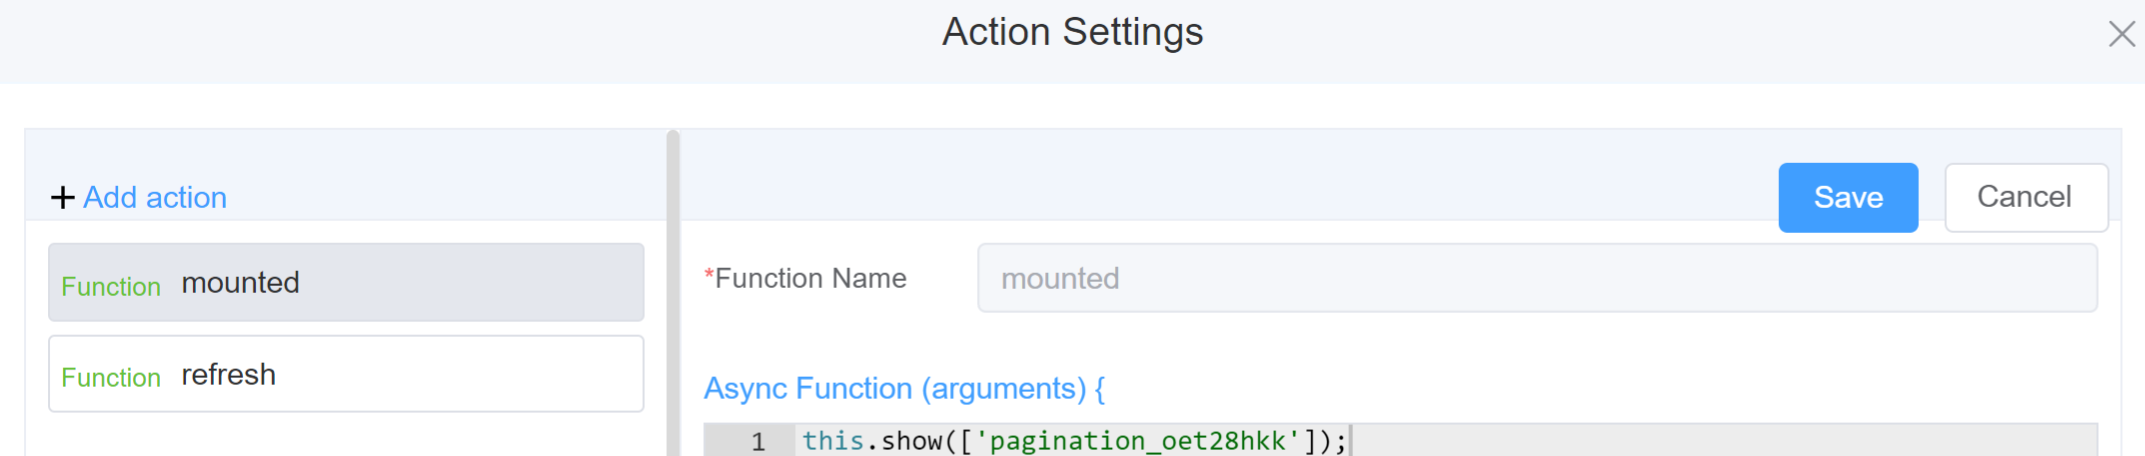 Action Settings
+ Add action
Save
Cancel
Function mounted
*Function Name
mounted
Function refresh
Async Function (arguments) {
1 this.show(['pagination_oet28hkk']);